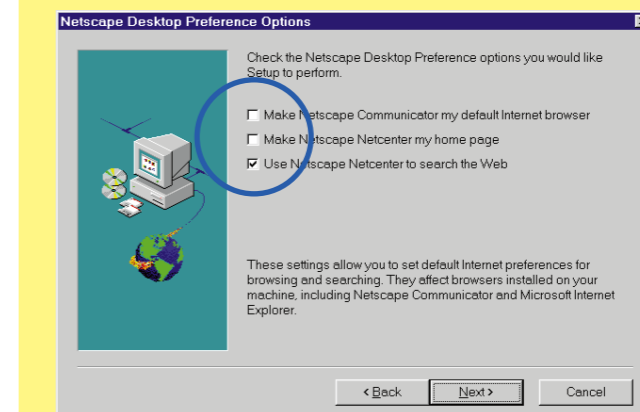 Netscape Desktop Preference Options
Check the Netscape Desktop Preference options you would like
Setup to perform.
Make Netscape Communicator my default Internet browser
Make Netscape Netcenter my home page
Use Netscape Netcenter to search the Web
These settings allow you to set default Internet preferences for
browsing and searching. They affect browsers installed on your
machine, including Netscape Communicator and Microsoft Internet
Explorer.
< Back
Next >
Cancel